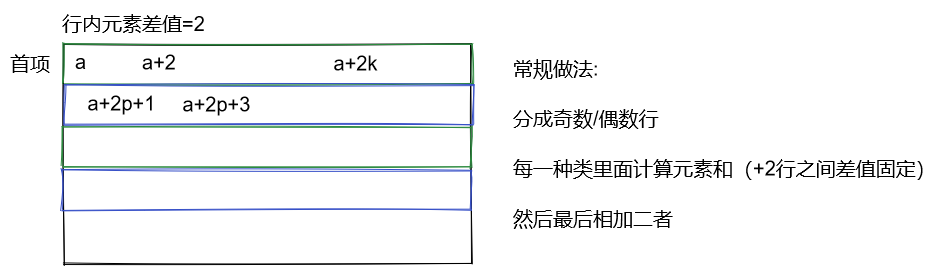 行内元素差值=2
首项
a a+2 a+2k
a+2p+1 a+2p+3
常规做法:
分成奇数/偶数行
每一种类里面计算元素和（+2行之间差值固定）
然后最后相加二者